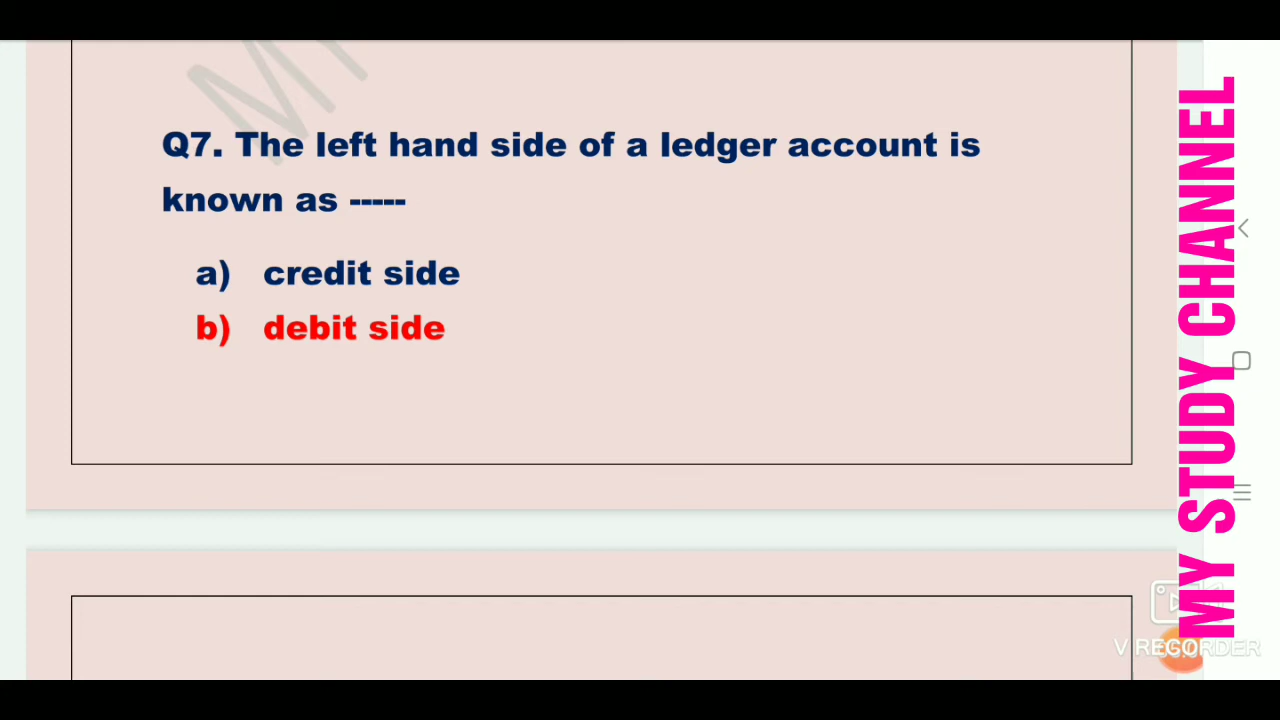 Q7. The left hand side of a ledger account is
known as -----
a) credit side
b) debit side
MY STUDY CHANNEL
V RECORDER